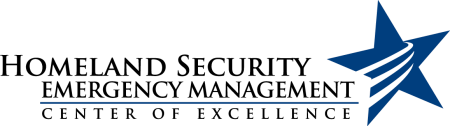 HOMELAND SECURITY
EMERGENCY MANAGEMENT
CENTER OF EXCELLENCE